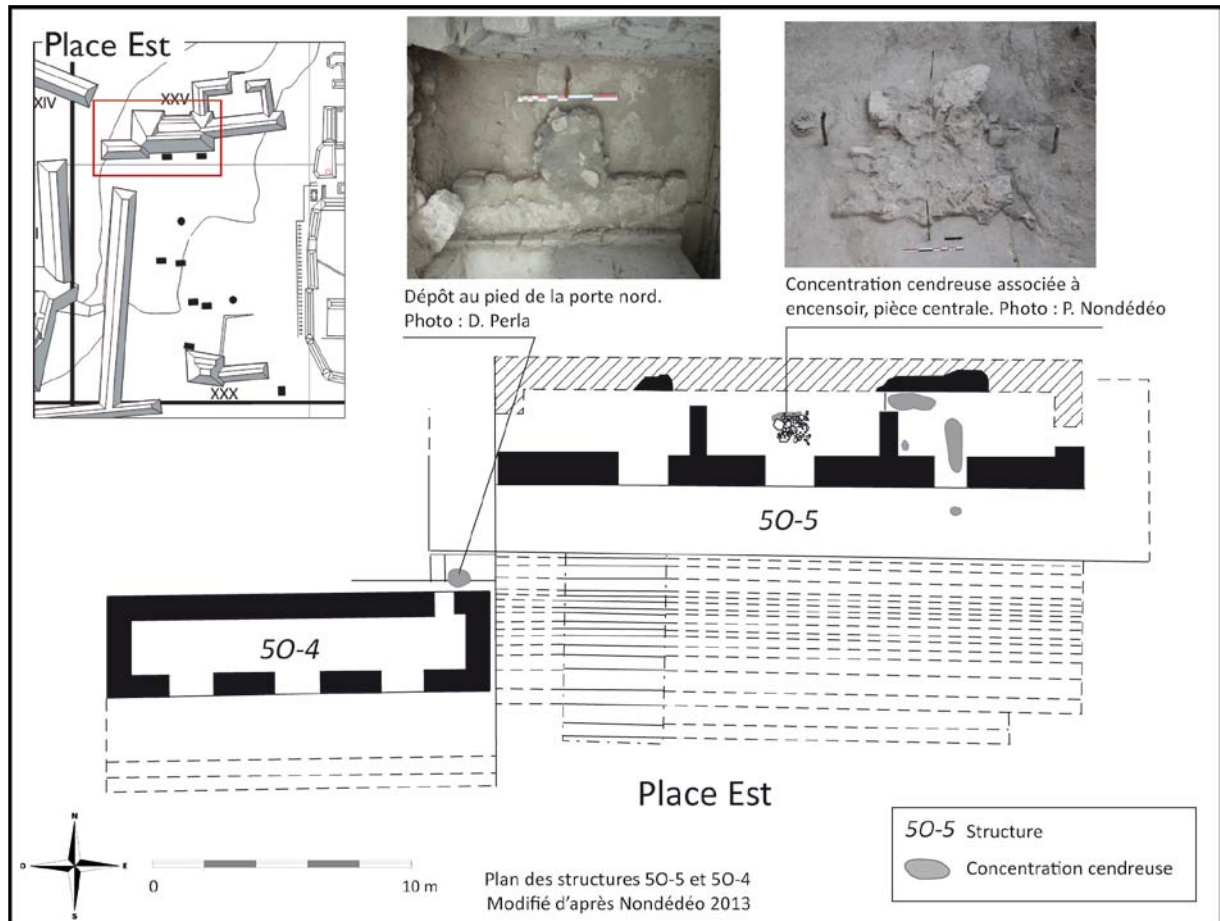 Place Est
XIV
XXV
XXX
Dépôt au pied de la porte nord.
Photo : D. Perla
Concentration cendreuse associée à
encensoir, pièce centrale. Photo : P. Nondédéo
5O-5
5O-4
Place Est
N
O
E
S
0
10 m
Plan des structures 5O-5 et 5O-4
Modifié d'après Nondédéo 2013
5O-5 Structure
Concentration cendreuse